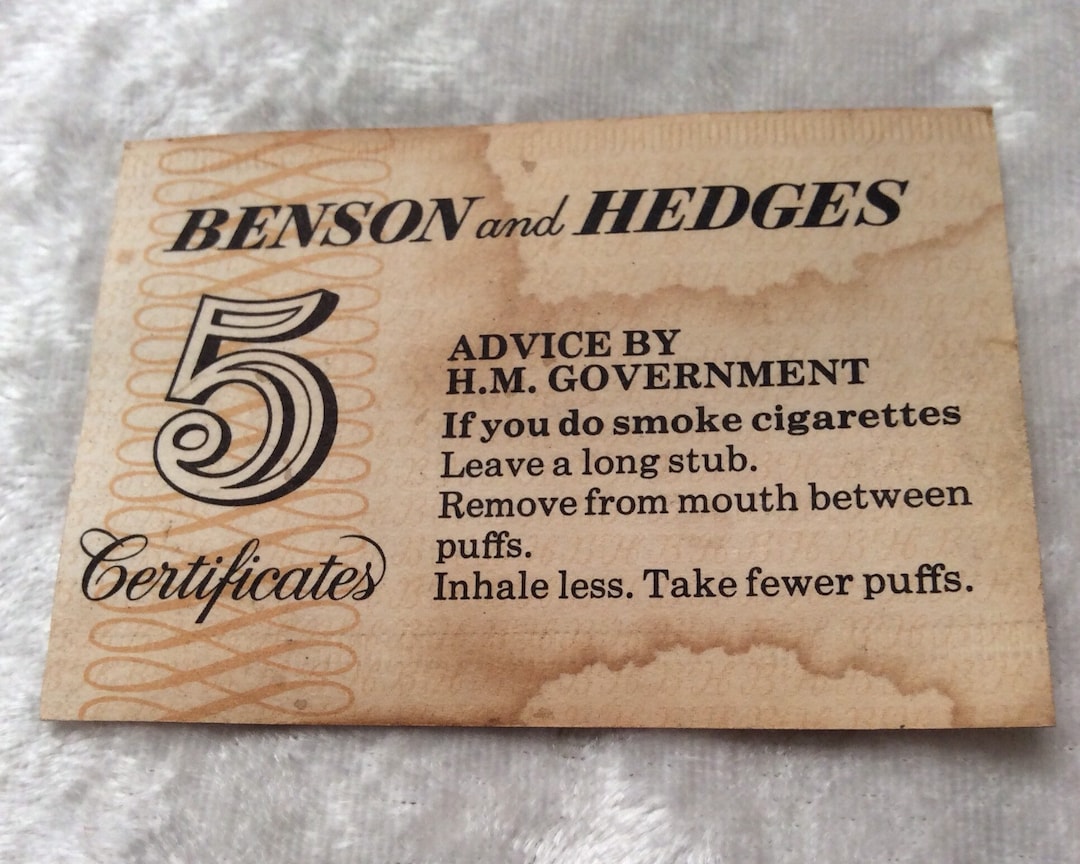 BENSON and HEDGES
5
Certificates
ADVICE BY
H.M. GOVERNMENT
If you do smoke cigarettes
Leave a long stub.
Remove from mouth between
puffs.
Inhale less. Take fewer puffs.